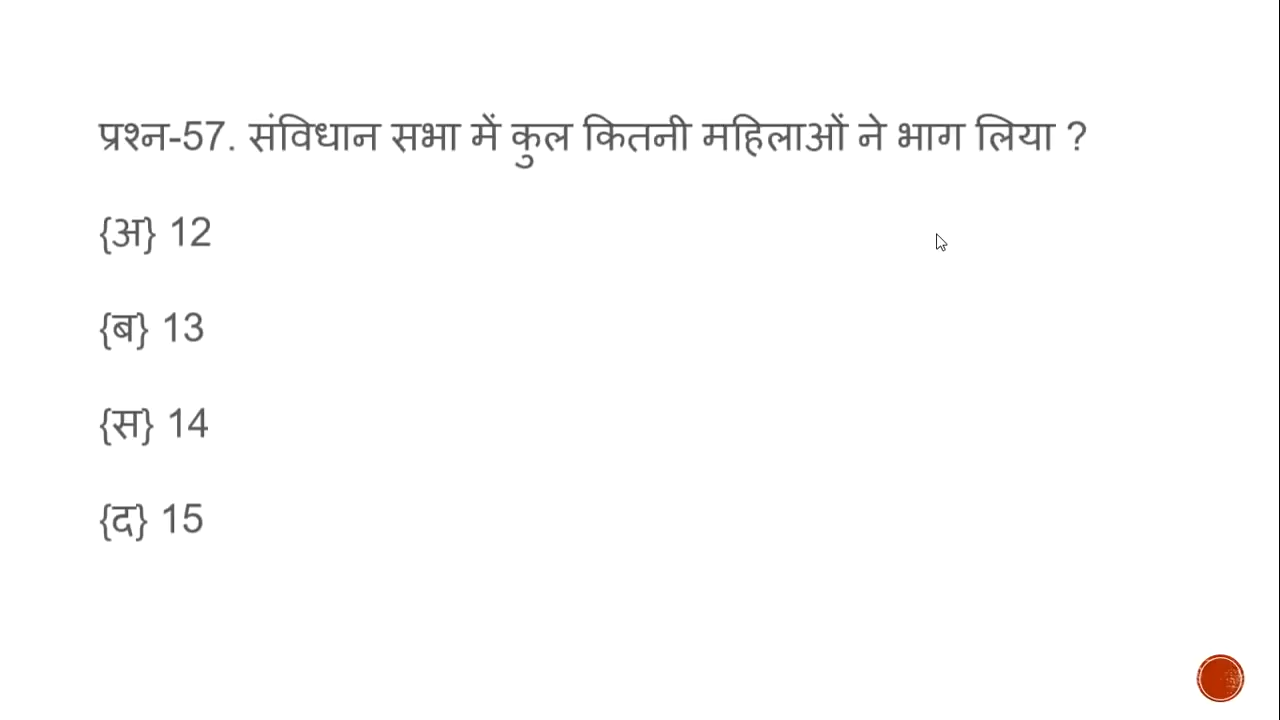 प्रश्न-57. संविधान सभा में कुल कितनी महिलाओं ने भाग लिया ?
{अ} 12
{ब} 13
{स} 14
{द} 15